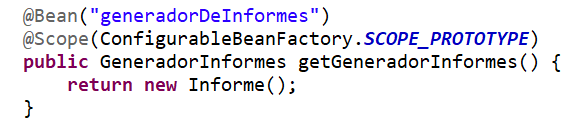 @Bean("generadorDeInformes")
@Scope(ConfigurableBeanFactory.SCOPE_PROTOTYPE)
public GeneradorInformes getGeneradorInformes() {
    return new Informe();
}